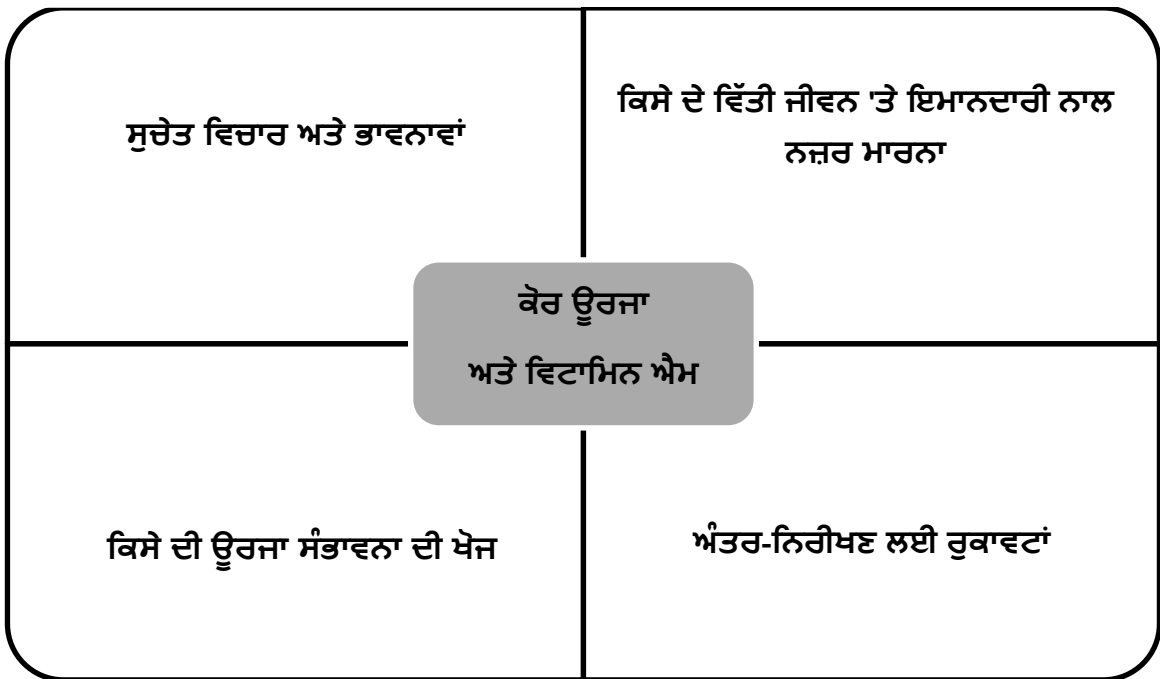 ਸੁਚੇਤ ਵਿਚਾਰ ਅਤੇ ਭਾਵਨਾਵਾਂ
ਕਿਸੇ ਦੇ ਵਿੱਤੀ ਜੀਵਨ 'ਤੇ ਇਮਾਨਦਾਰੀ ਨਾਲ
ਨਜ਼ਰ ਮਾਰਨਾ
ਕੋਰ ਊਰਜਾ
ਅਤੇ ਵਿਟਾਮਿਨ ਐਮ
ਕਿਸੇ ਦੀ ਊਰਜਾ ਸੰਭਾਵਨਾ ਦੀ ਖੋਜ
ਅੰਤਰ-ਨਿਰੀਖਣ ਲਈ ਰੁਕਾਵਟਾਂ